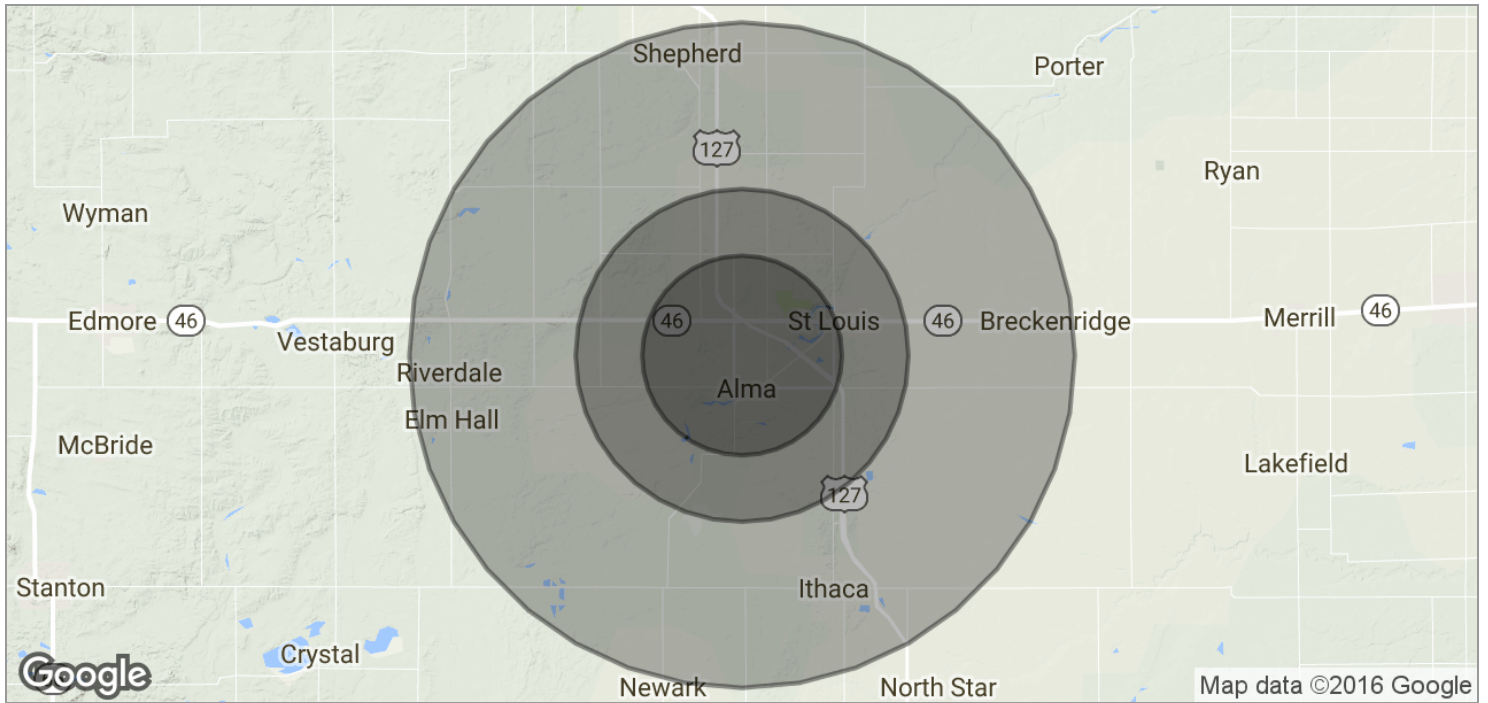 Shepherd
Porter
127
Ryan
Wyman
Edmore 46
46
St Louis
46
Breckenridge
Merrill
46
Vestaburg
Riverdale
Alma
Elm Hall
McBride
Lakefield
127
Stanton
Ithaca
Crystal
Google
Newark
North Star
Map data ©2016 Google